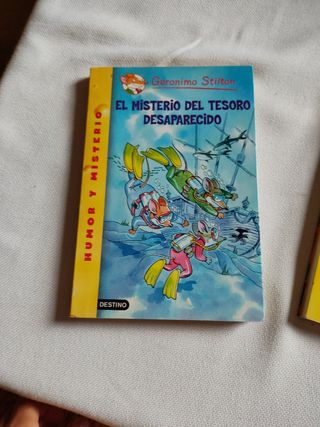 Geronimo Stilton
EL MISTERIO DEL TESORO
DESAPARECIDO
HUMOR Y MISTERIO
DESTINO